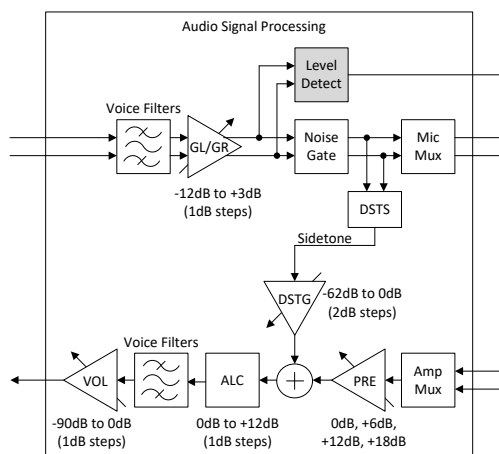 Audio Signal Processing
Level
Detect
Voice Filters
GL/GR
Noise
Gate
Mic
Mux
-12dB to +3dB
(1dB steps)
DSTS
Sidetone
DSTG
-62dB to 0dB
(2dB steps)
Voice Filters
VOL
ALC
PRE
Amp
Mux
-90dB to 0dB
(1dB steps)
0dB to +12dB
(1dB steps)
0dB, +6dB,
+12dB, +18dB